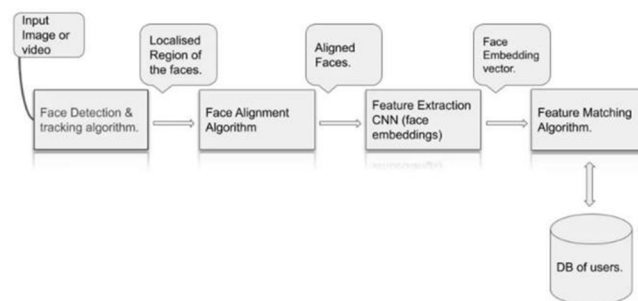 Input
Image or
video
Localised
Region of
the faces.
Aligned
Faces.
Face
Embedding
vector.
Face Detection &
tracking algorithm.
Face Alignment
Algorithm
Feature Extraction
CNN (face
embeddings)
Feature Matching
Algorithm.
DB of users.